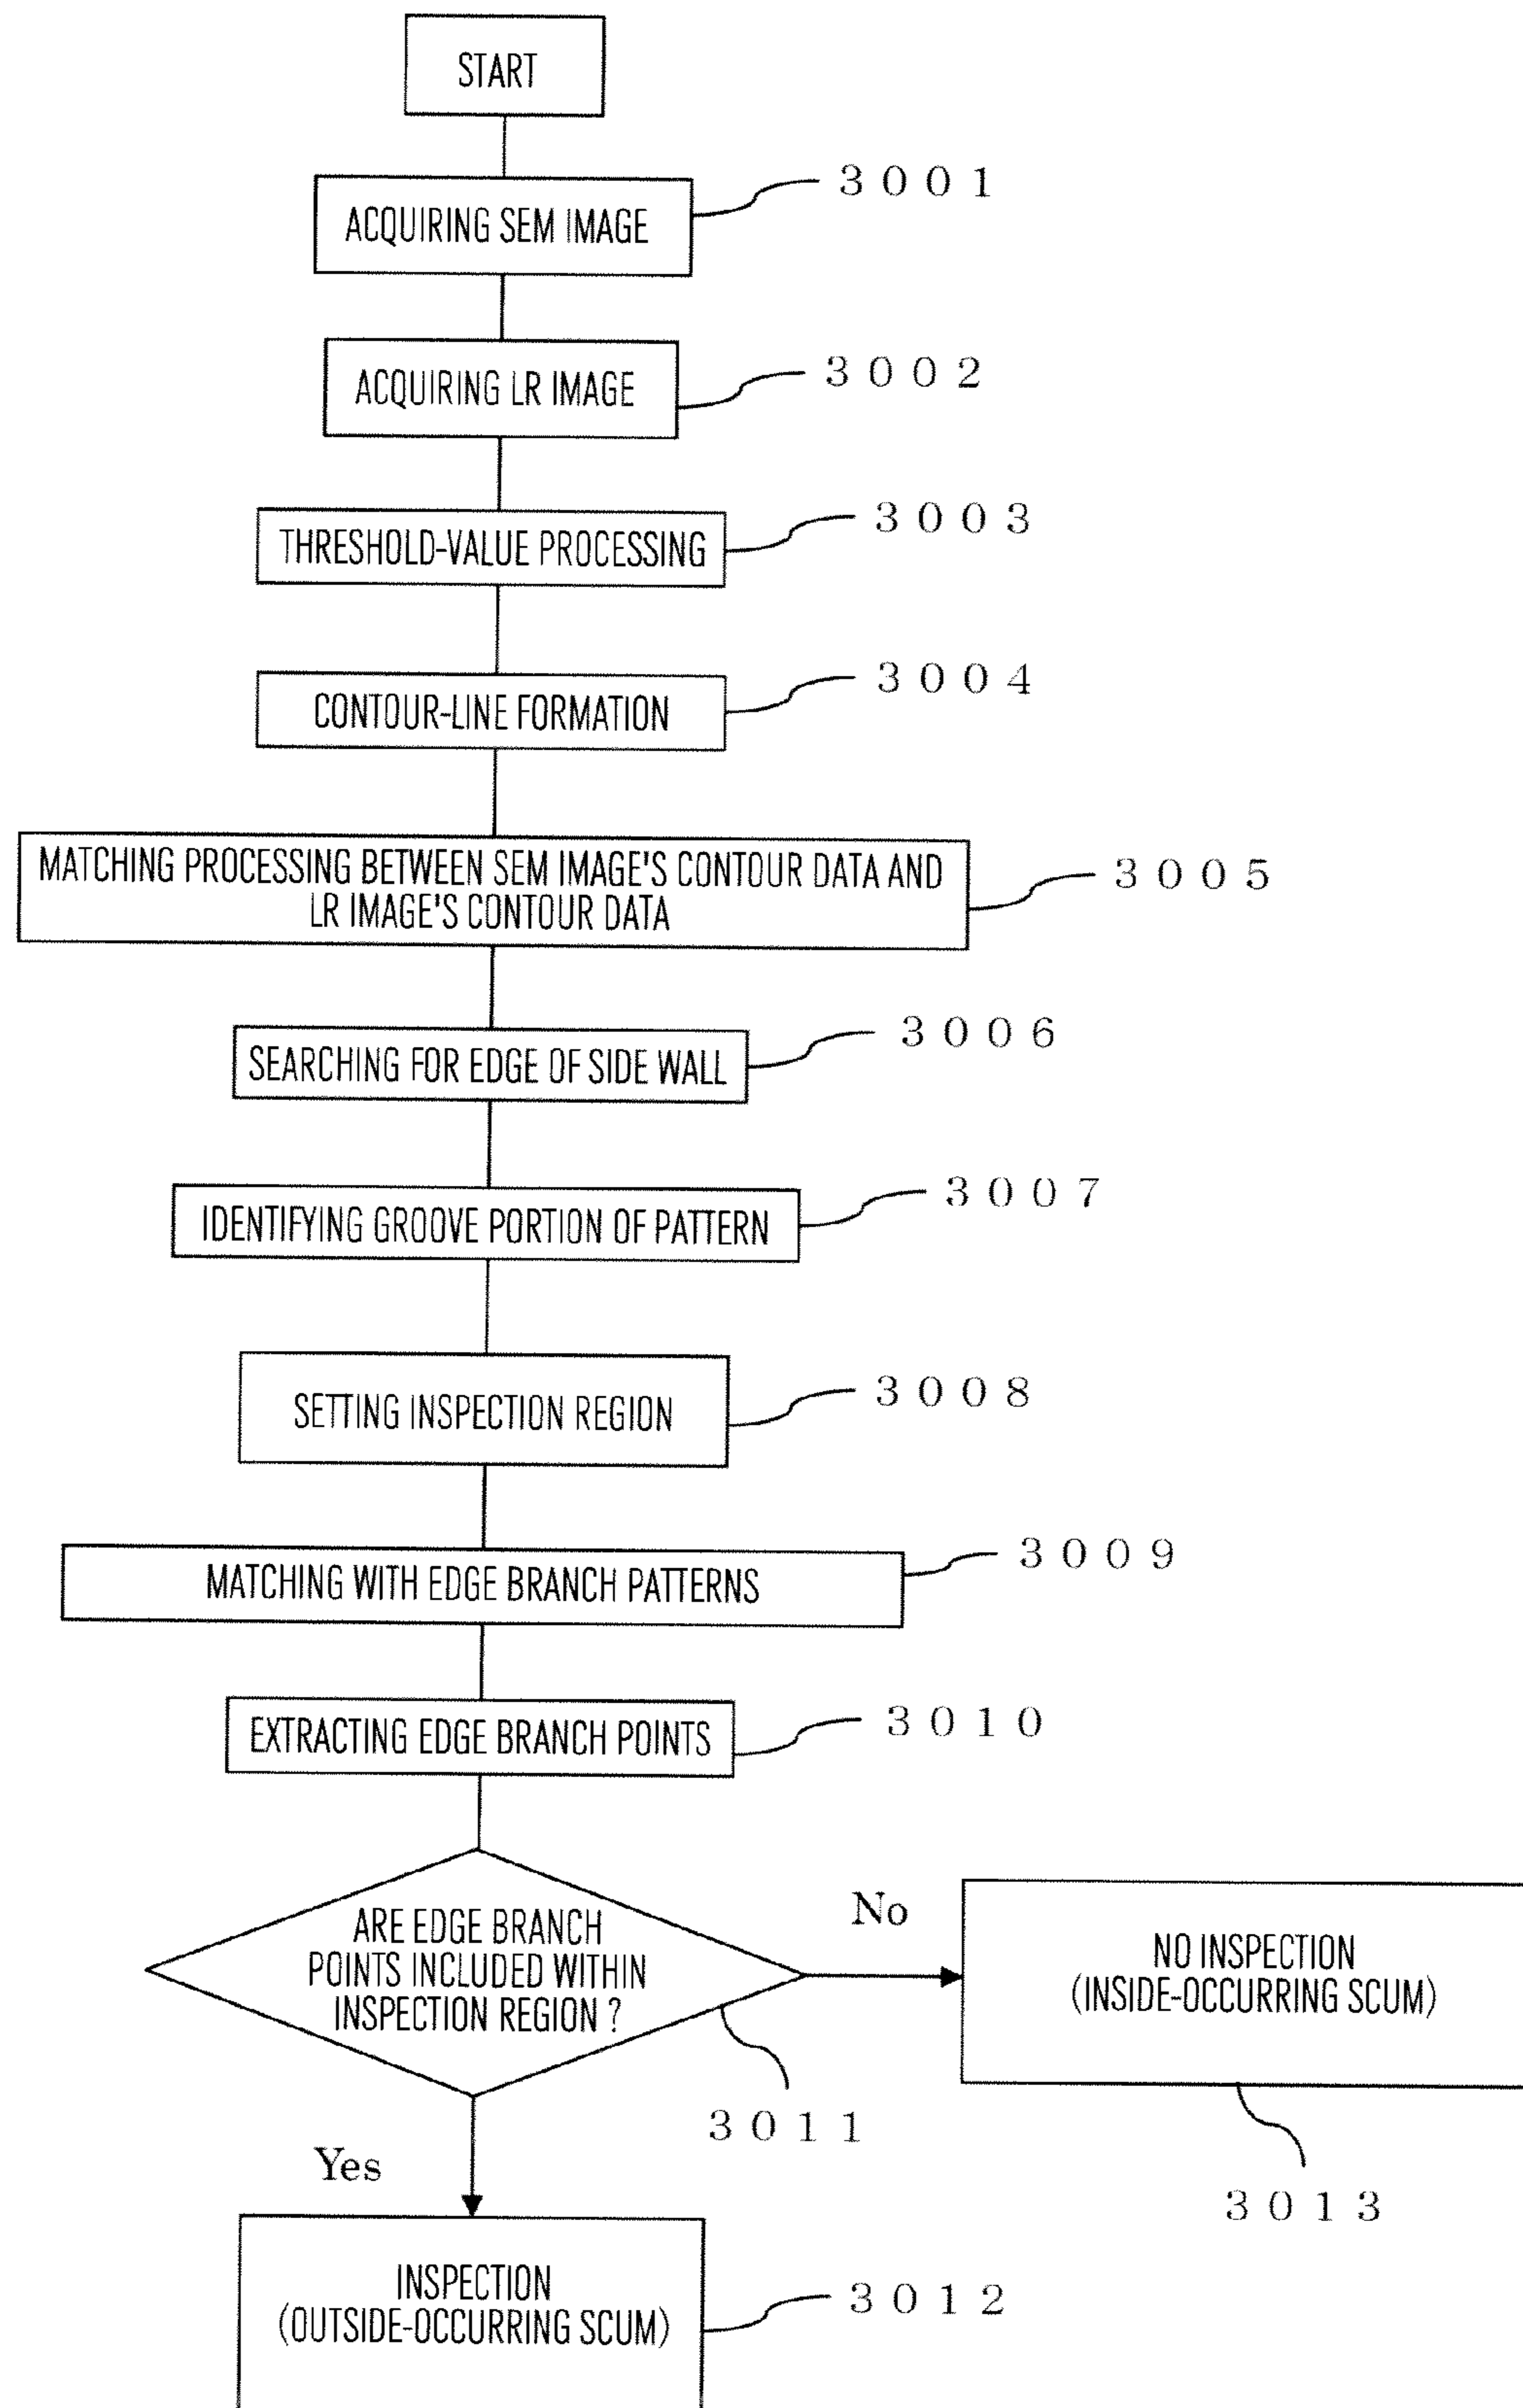 START
ACQUIRING SEM IMAGE
3001
ACQUIRING LR IMAGE
3002
THRESHOLD-VALUE PROCESSING
3003
CONTOUR-LINE FORMATION
3004
MATCHING PROCESSING BETWEEN SEM IMAGE'S CONTOUR DATA AND
LR IMAGE'S CONTOUR DATA
3005
SEARCHING FOR EDGE OF SIDE WALL
3006
IDENTIFYING GROOVE PORTION OF PATTERN
3007
SETTING INSPECTION REGION
3008
MATCHING WITH EDGE BRANCH PATTERNS
3009
EXTRACTING EDGE BRANCH POINTS
3010
ARE EDGE BRANCH
POINTS INCLUDED WITHIN
INSPECTION REGION ?
3011
No
NO INSPECTION
(INSIDE-OCCURRING SCUM)
3013
Yes
INSPECTION
(OUTSIDE-OCCURRING SCUM)
3012